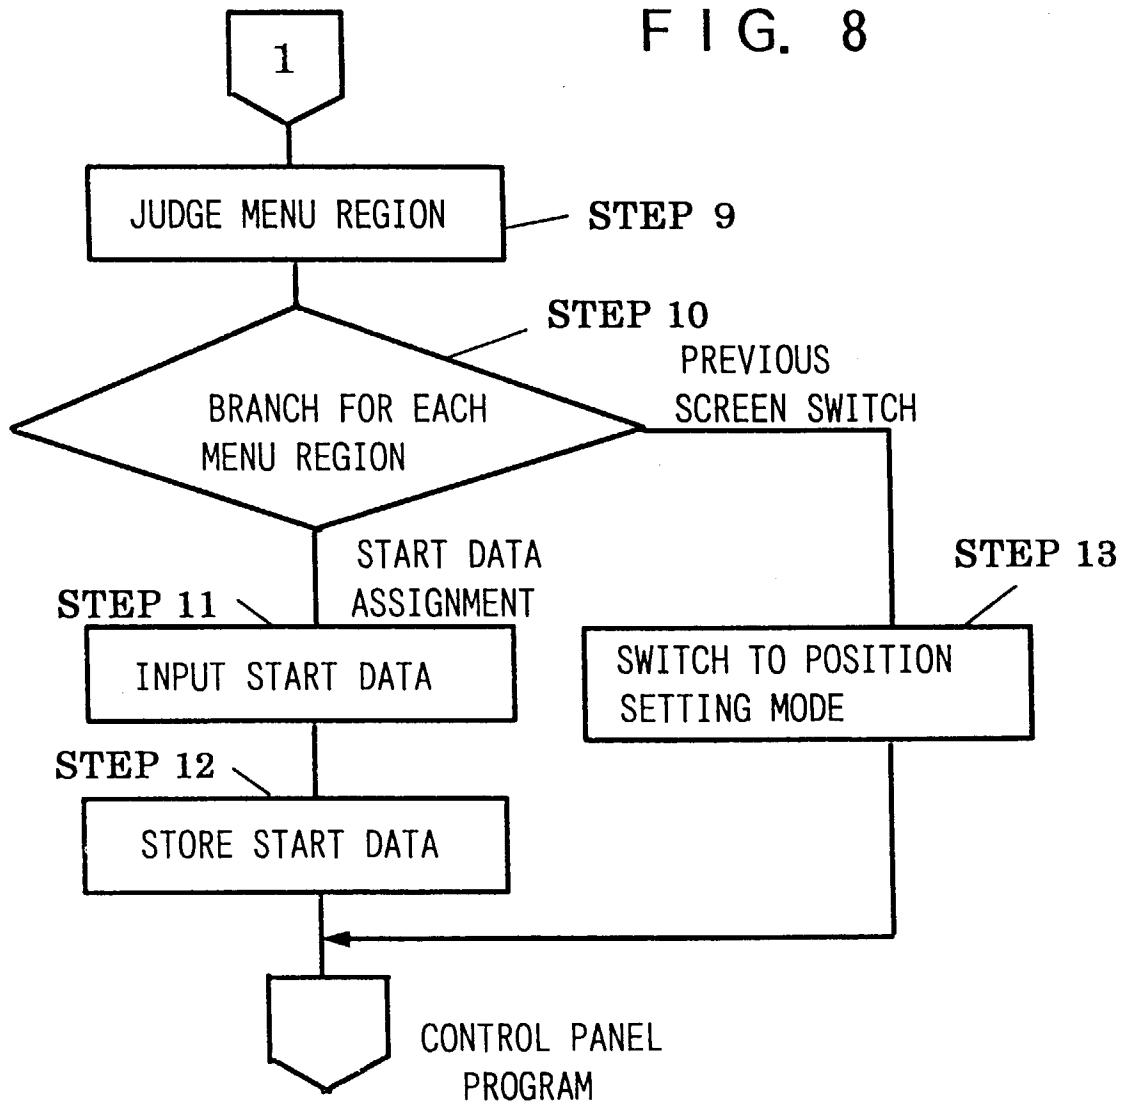 FIG. 8
1
JUDGE MENU REGION
STEP 9
STEP 10
BRANCH FOR EACH
MENU REGION
PREVIOUS
SCREEN SWITCH
START DATA
ASSIGNMENT
STEP 11
INPUT START DATA
STEP 12
STORE START DATA
STEP 13
SWITCH TO POSITION
SETTING MODE
CONTROL PANEL
PROGRAM